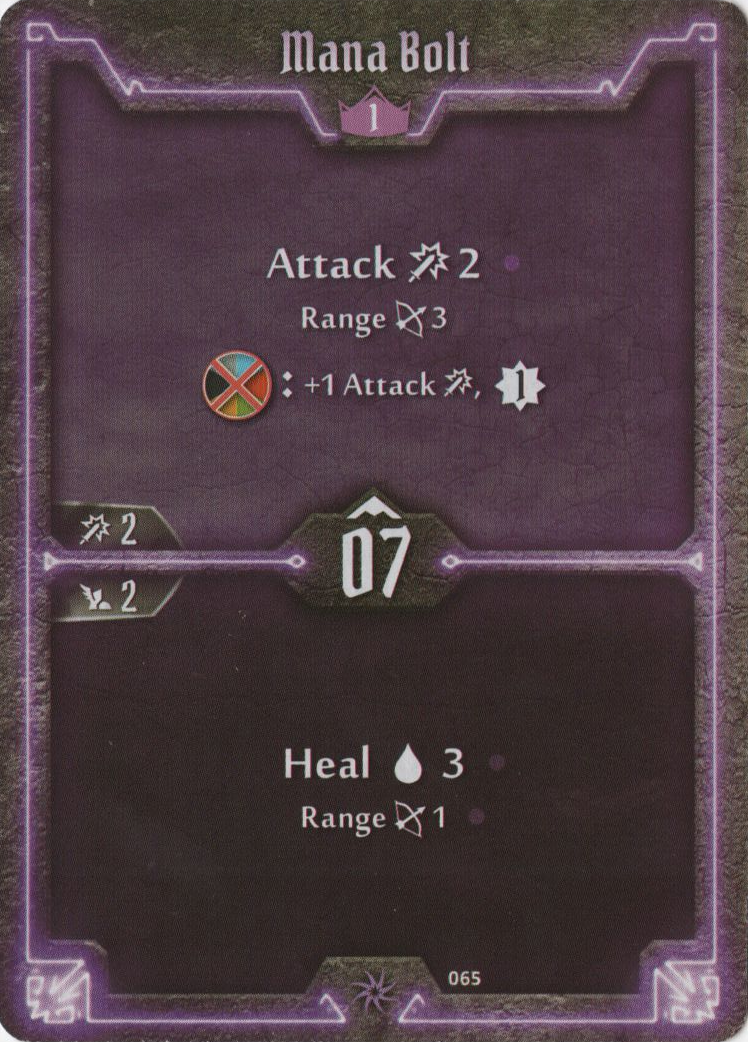 Mana Bolt
1
Attack 2
Range 3
: +1 Attack , 1
2
07
2
Heal 3
Range 1
065